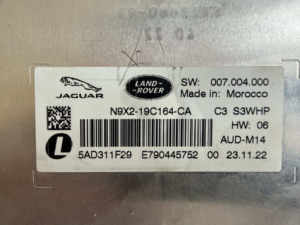 JAGUAR
LAND-
ROVER
SW: 007.004.000
Made in: Morocco
N9X2-19C164-CA C3 S3WHP
HW: 06
AUD-M14
L 5AD311F29 E790445752 00 23.11.22